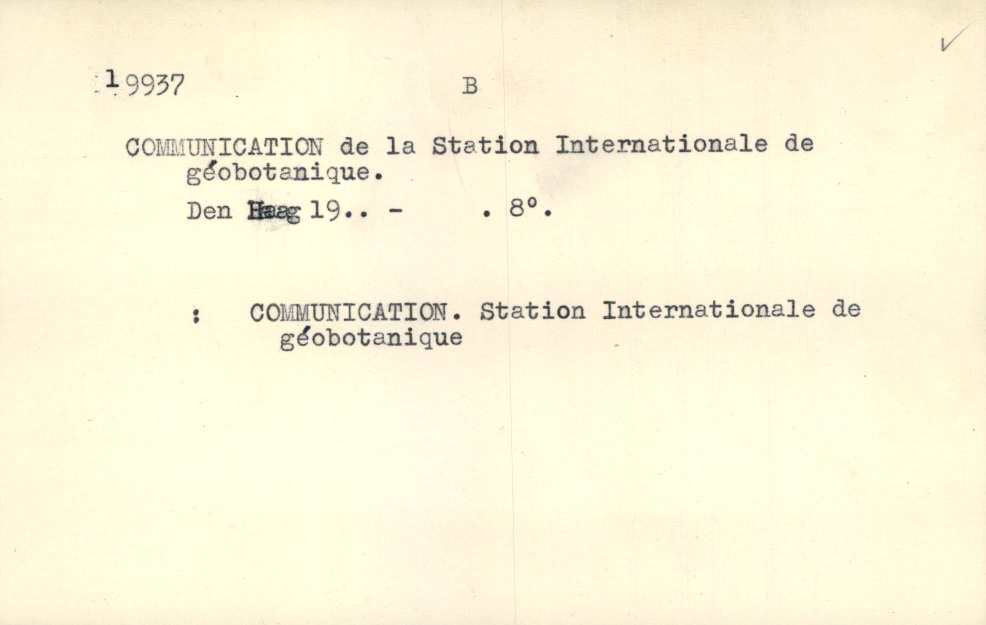 19937 B
COMMUNICATION de la Station Internationale de
géobotanique.
Den Haag 19.. - . 8°.
: COMMUNICATION. Station Internationale de
géobotanique